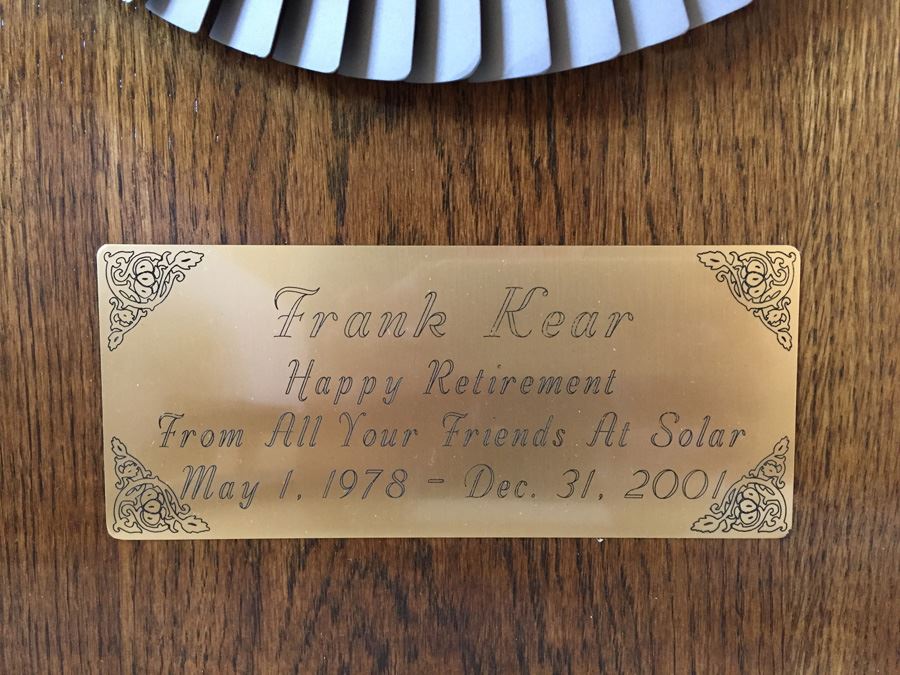 Frank Kear
Happy Retirement
From All Your Friends At Solar
May 1, 1978 - Dec. 31, 2001